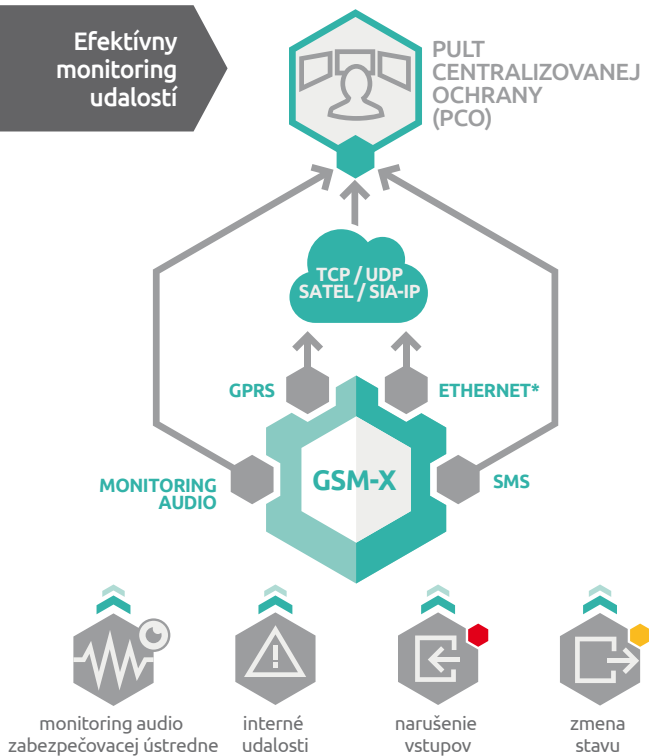 Efektívny
monitoring
udalostí
PULT
CENTRALIZOVANEJ
OCHRANY
(PCO)
TCP / UDP
SATEL / SIA-IP
GPRS
ETHERNET*
MONITORING
AUDIO
GSM-X
SMS
monitoring audio
zabezpečovacej ústredne
interné
udalosti
narušenie
vstupov
zmena
stavu